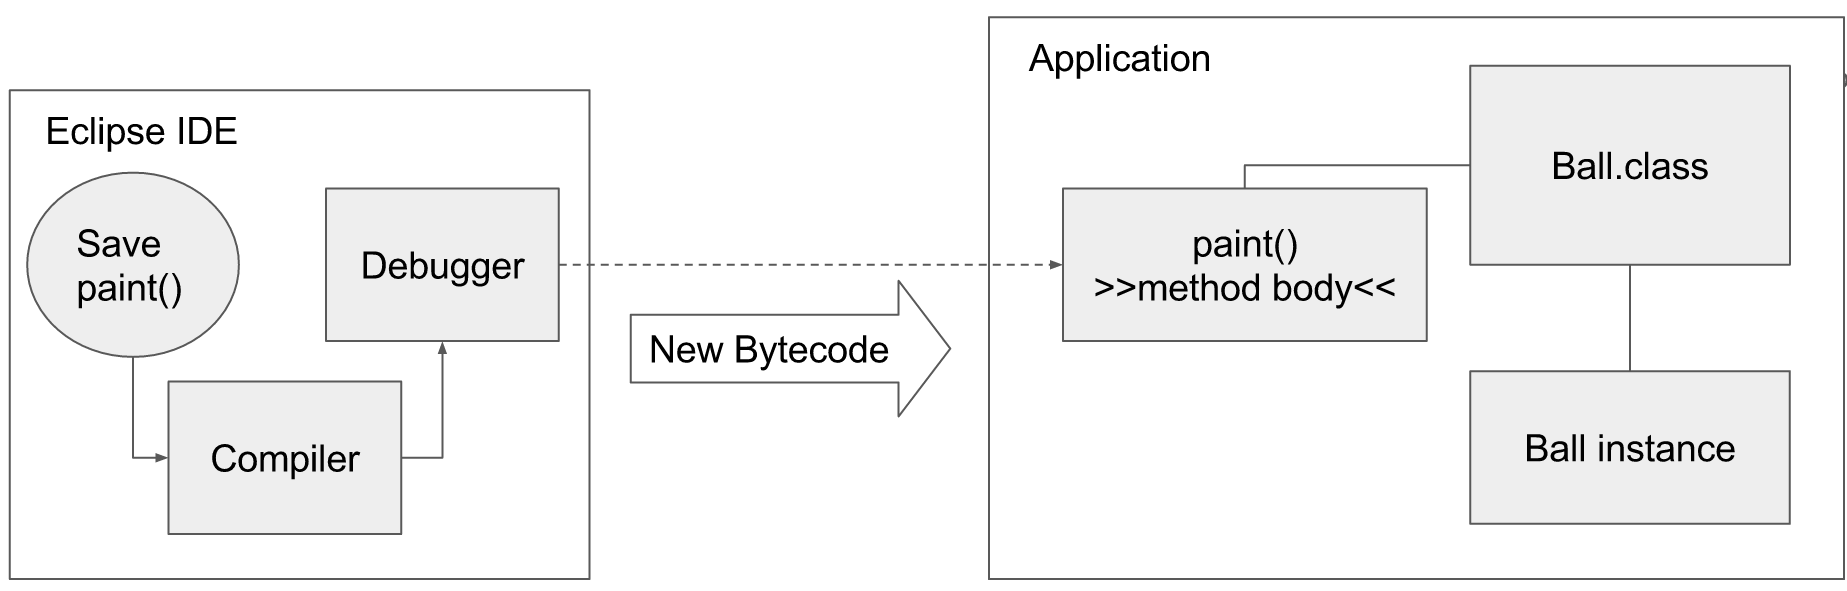 Eclipse IDE
Save
paint()
Debugger
Compiler
New Bytecode
Application
Ball.class
paint()
>>method body<<
Ball instance